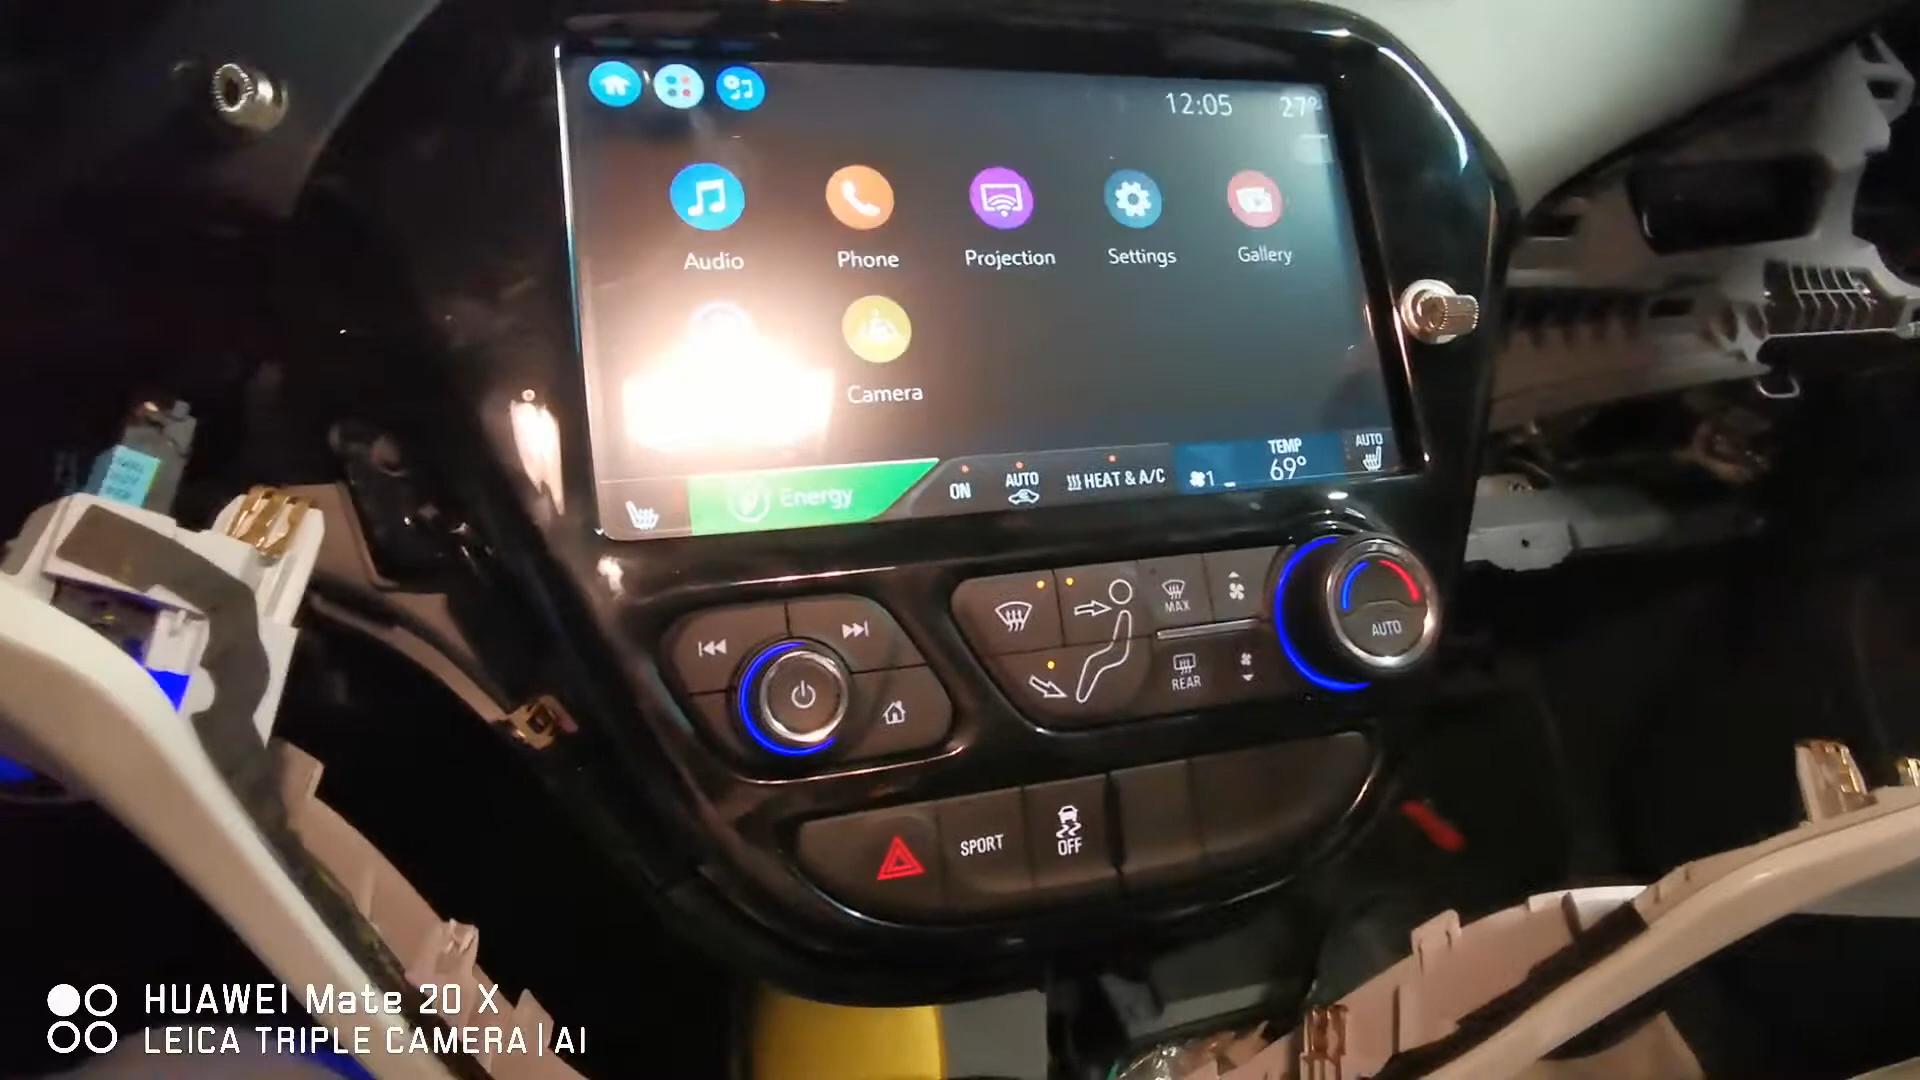 12:05 27°
Audio Phone Projection Settings Gallery
Camera
Energy ON AUTO HEAT & A/C 1 TEMP 69° AUTO
MAX
AUTO
REAR
SPORT OFF
HUAWEI Mate 20 X
LEICA TRIPLE CAMERA|AI